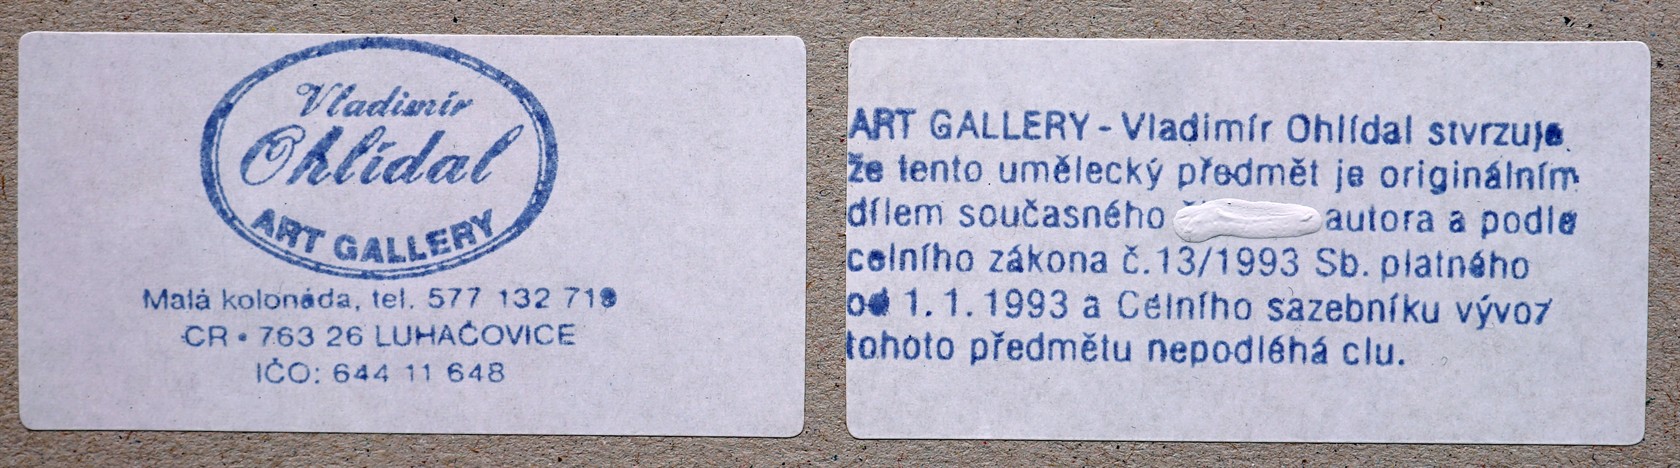 Vladimír
Ohlídal
ART GALLERY
Malá kolonáda, tel. 577 132 719
ČR • 763 26 LUHAČOVICE
IČO: 644 11 648
ART GALLERY - Vladimír Ohlídal stvrzuje
že tento umělecký předmět je originálním
dílem současného autora a podle
celního zákona č.13/1993 Sb. platného
od 1. 1. 1993 a Celního sazebníku vývoz
tohoto předmětu nepodléhá clu.